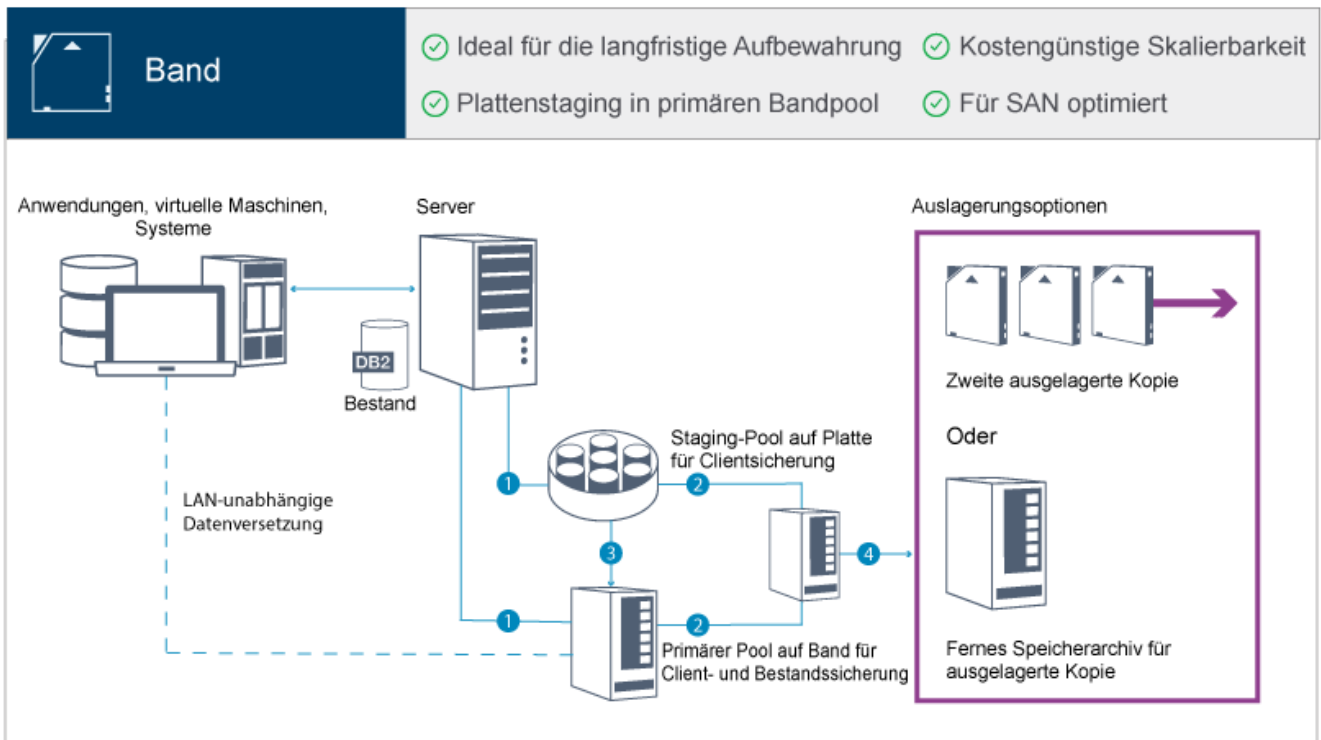 Band
Ideal für die langfristige Aufbewahrung
Kostengünstige Skalierbarkeit
Plattenstaging in primären Bandpool
Für SAN optimiert
Anwendungen, virtuelle Maschinen,
Systeme
Server
Auslagerungsoptionen
DB2
Bestand
Zweite ausgelagerte Kopie
Staging-Pool auf Platte
für Clientsicherung
Oder
1
2
LAN-unabhängige
Datenversetzung
3
4
1
2
Primärer Pool auf Band für
Client- und Bestandssicherung
Fernes Speicherarchiv für
ausgelagerte Kopie